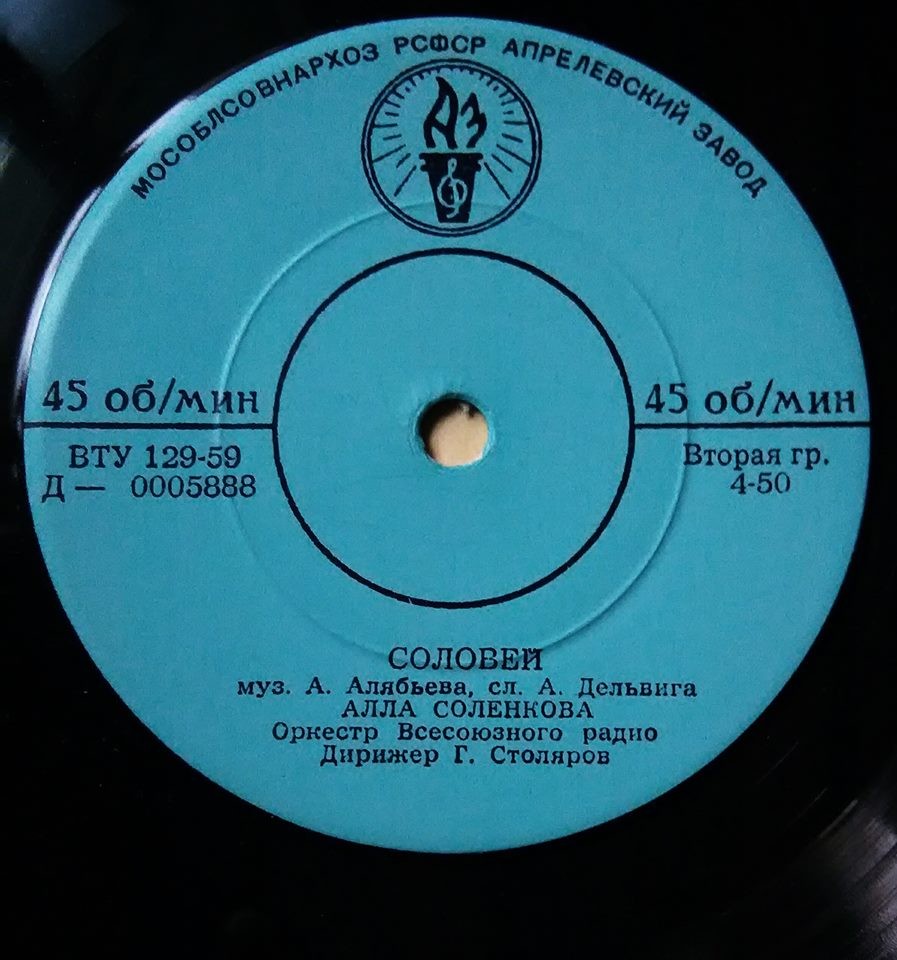 МОСОБЛСОВНАРХОЗ РСФСР АПРЕЛЕВСКИЙ ЗАВОД
АЗ
45 об/мин
45 об/мин
ВТУ 129-59
Д — 0005888
Вторая гр.
4-50
СОЛОВЕЙ
муз. А. Алябьева, сл. А. Дельвига
АЛЛА СОЛЕНКОВА
Оркестр Всесоюзного радио
Дирижер Г. Столяров